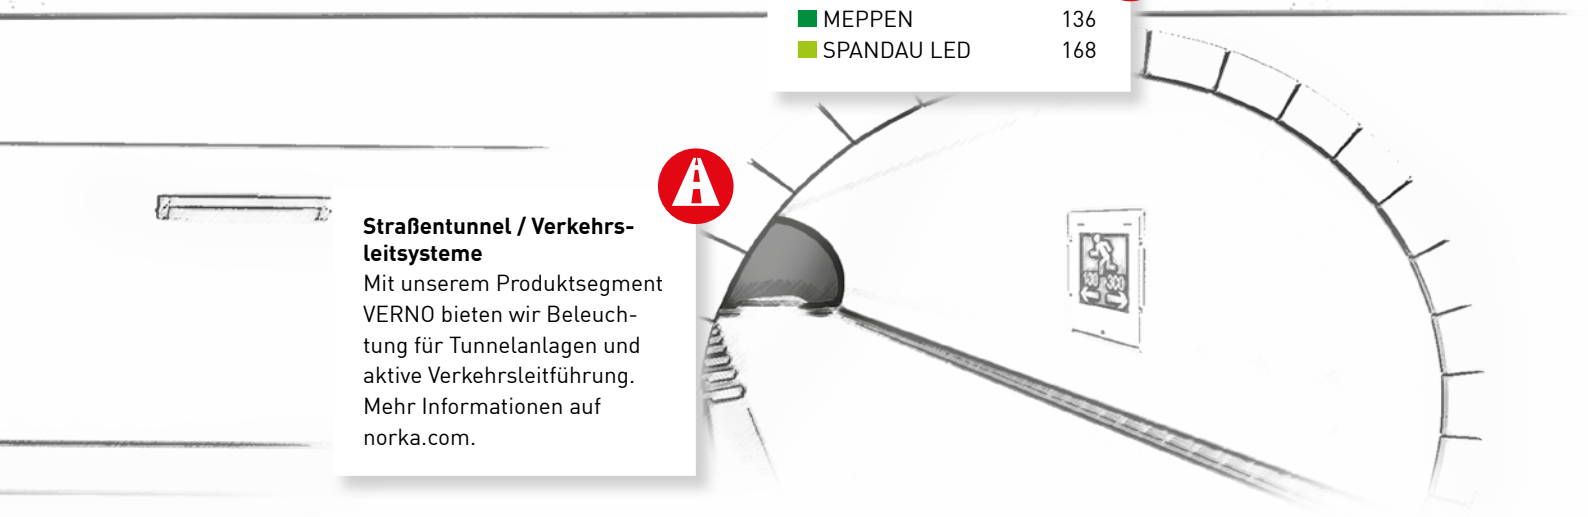 MEPPEN 136
SPANDAU LED 168
Straßentunnel / Verkehrs-
leitsysteme
Mit unserem Produktsegment
VERNO bieten wir Beleuch-
tung für Tunnelanlagen und
aktive Verkehrsleitführung.
Mehr Informationen auf
norka.com.